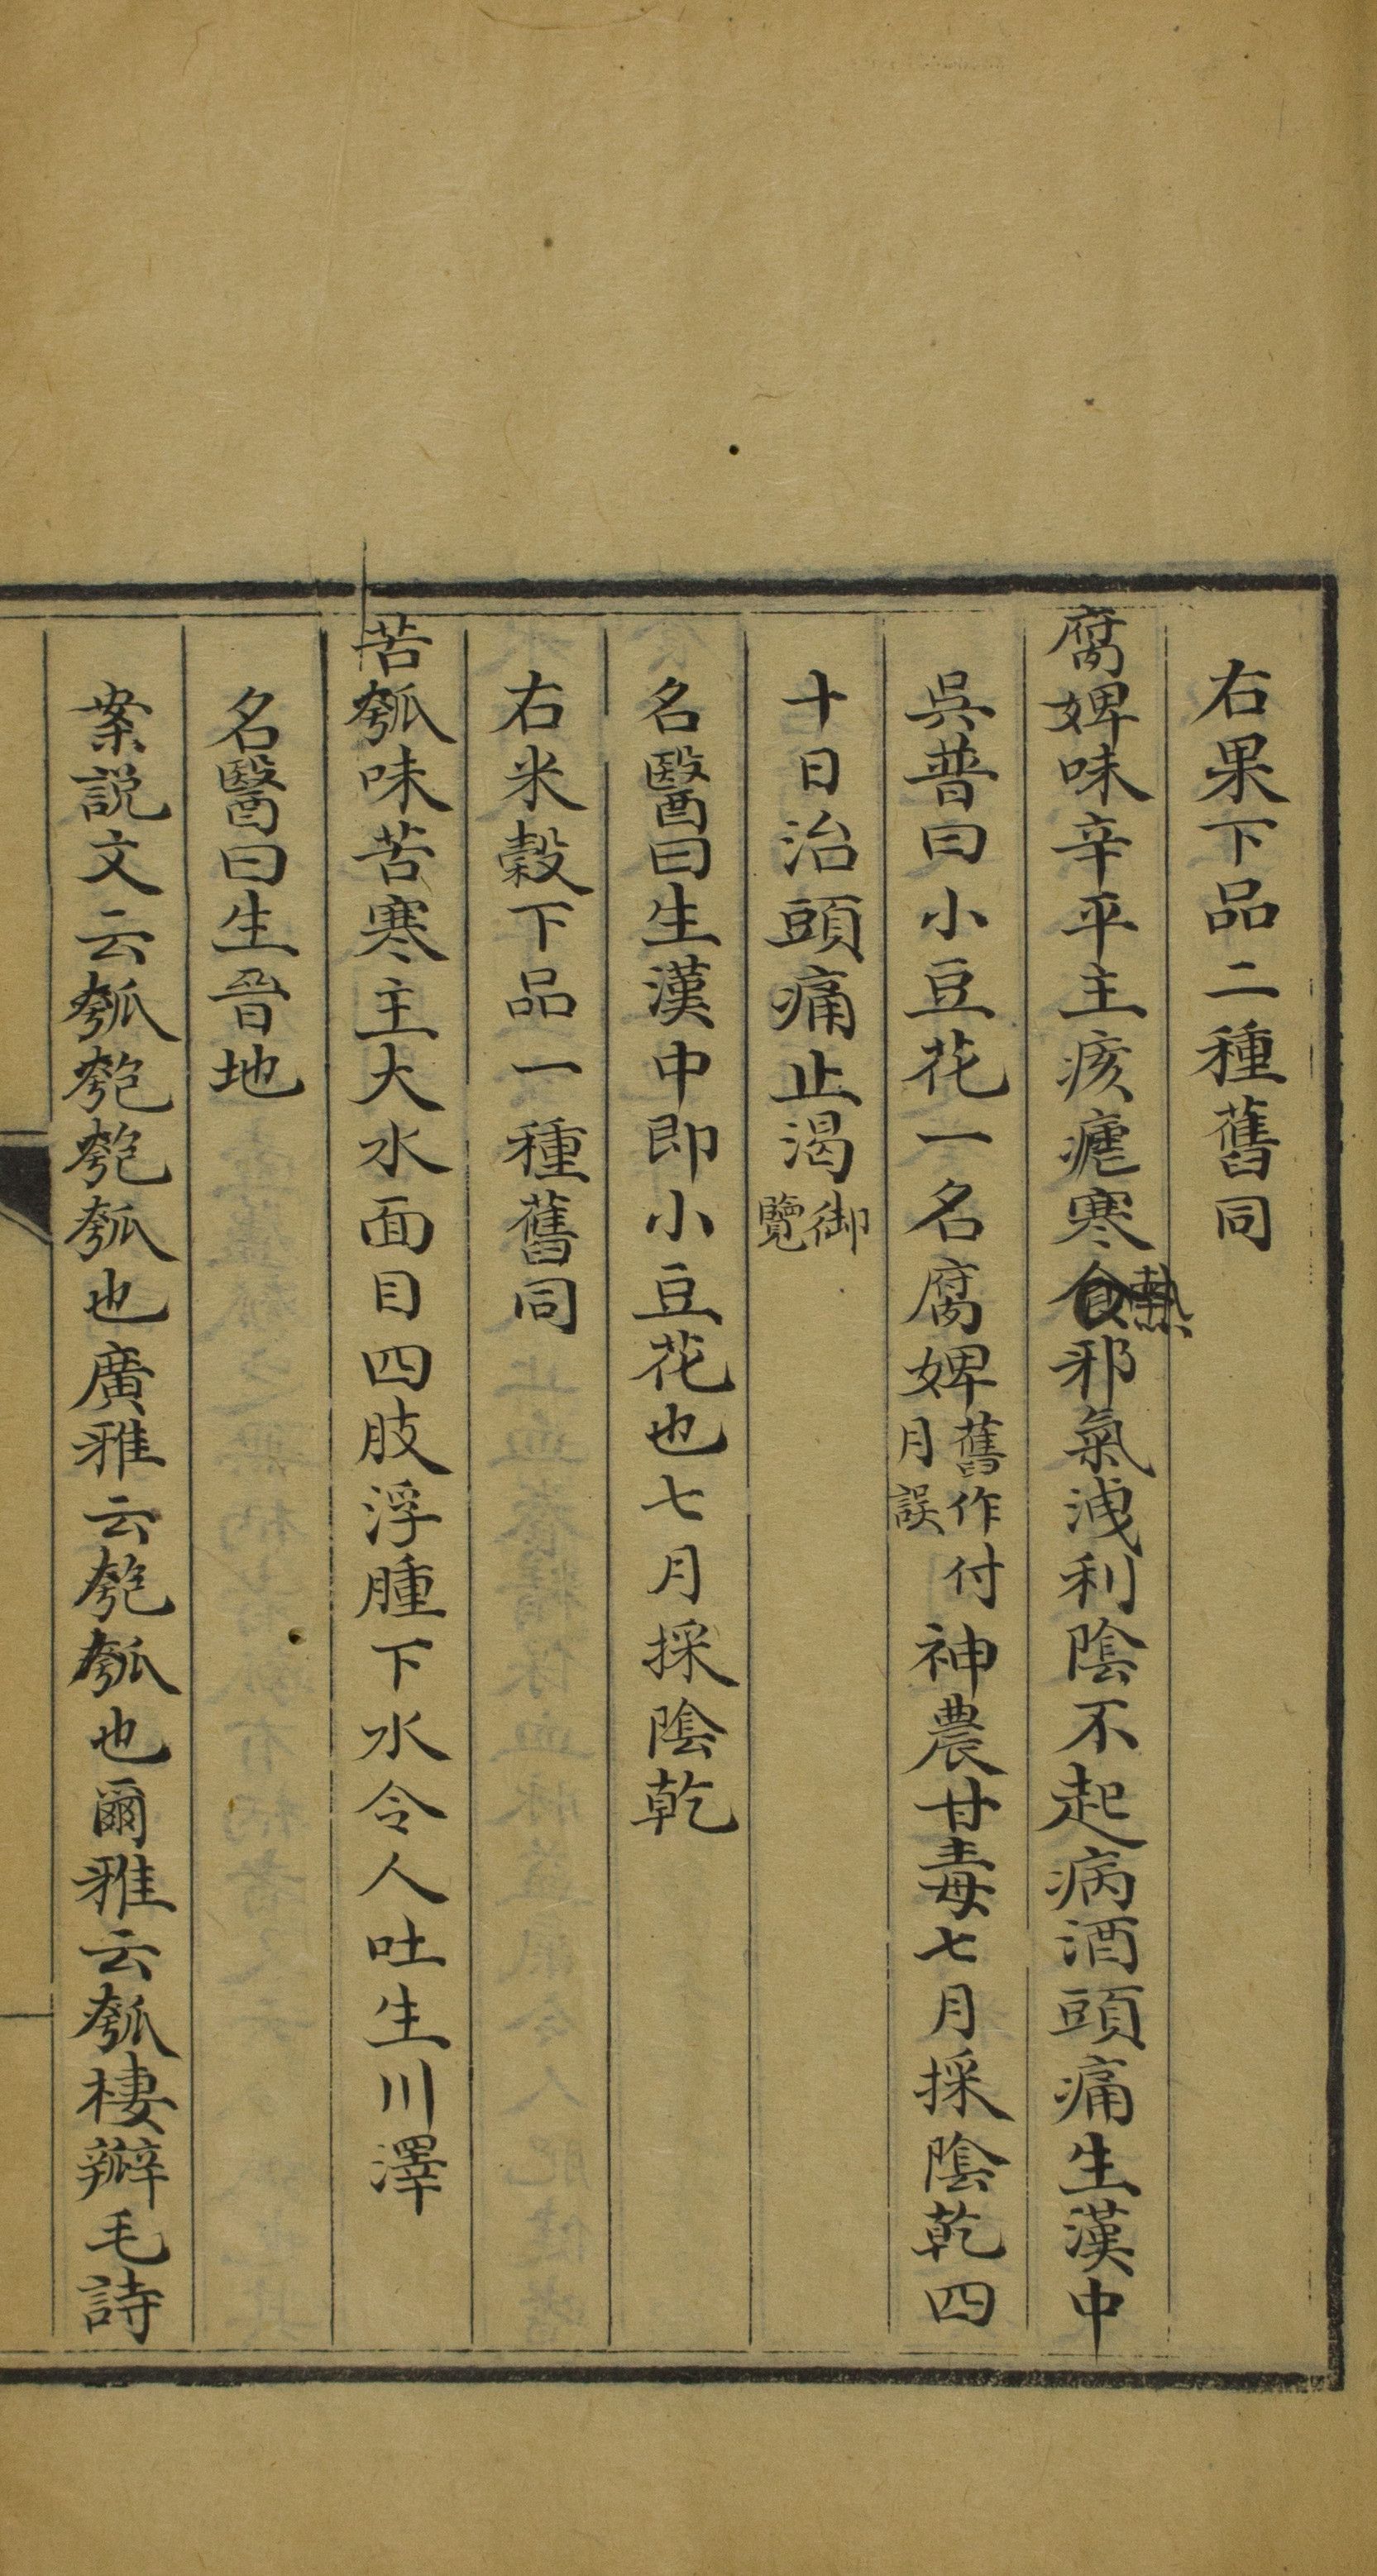 右果下品二種舊同
腐婢味辛平主痎瘧寒熱邪氣洩利陰不起病酒頭痛生漢中
吳普曰小豆花一名腐婢舊作付月誤神農甘毒七月採陰乾四
十日治頭痛止渴御覽
名醫曰生漢中即小豆花也七月採陰乾
右米穀下品一種舊同
苦瓠味苦寒主大水面目四肢浮腫下水令人吐生川澤
名醫曰生晉地
案説文云瓠匏匏瓠也廣雅云匏瓠也爾雅云瓠棲瓣毛詩